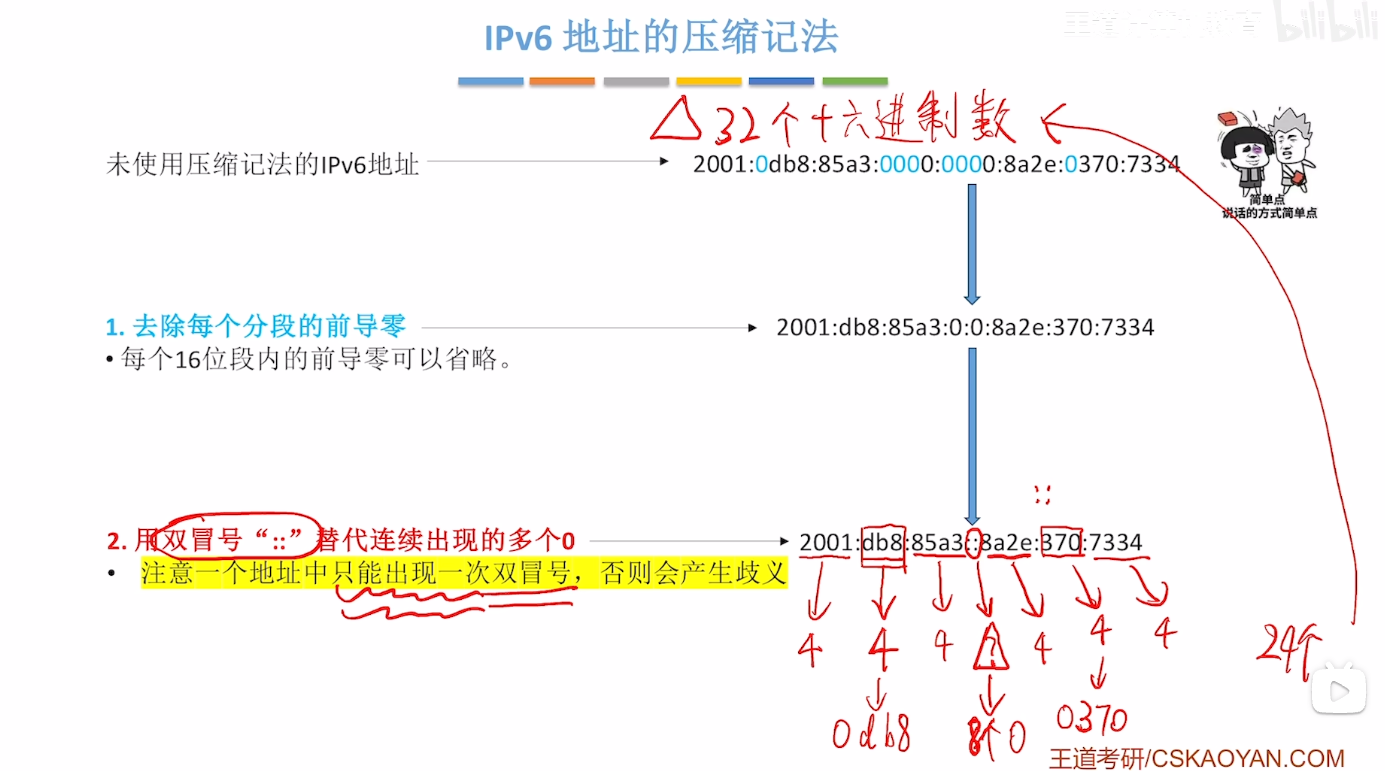 IPv6 地址的压缩记法
bilibili
△ 32个十六进制数
未使用压缩记法的IPv6地址
2001:0db8:85a3:0000:0000:8a2e:0370:7334
简单点
说话的方式简单点
1. 去除每个分段的前导零
2001:db8:85a3:0:0:8a2e:370:7334
• 每个16位段内的前导零可以省略。
::
2. 用双冒号“::”替代连续出现的多个0
2001:db8:85a3::8a2e:370:7334
• 注意一个地址中只能出现一次双冒号，否则会产生歧义
4 4 4 ? 4 4 4
24个
0db8 8个0 0370
王道考研/CSKAOYAN.COM